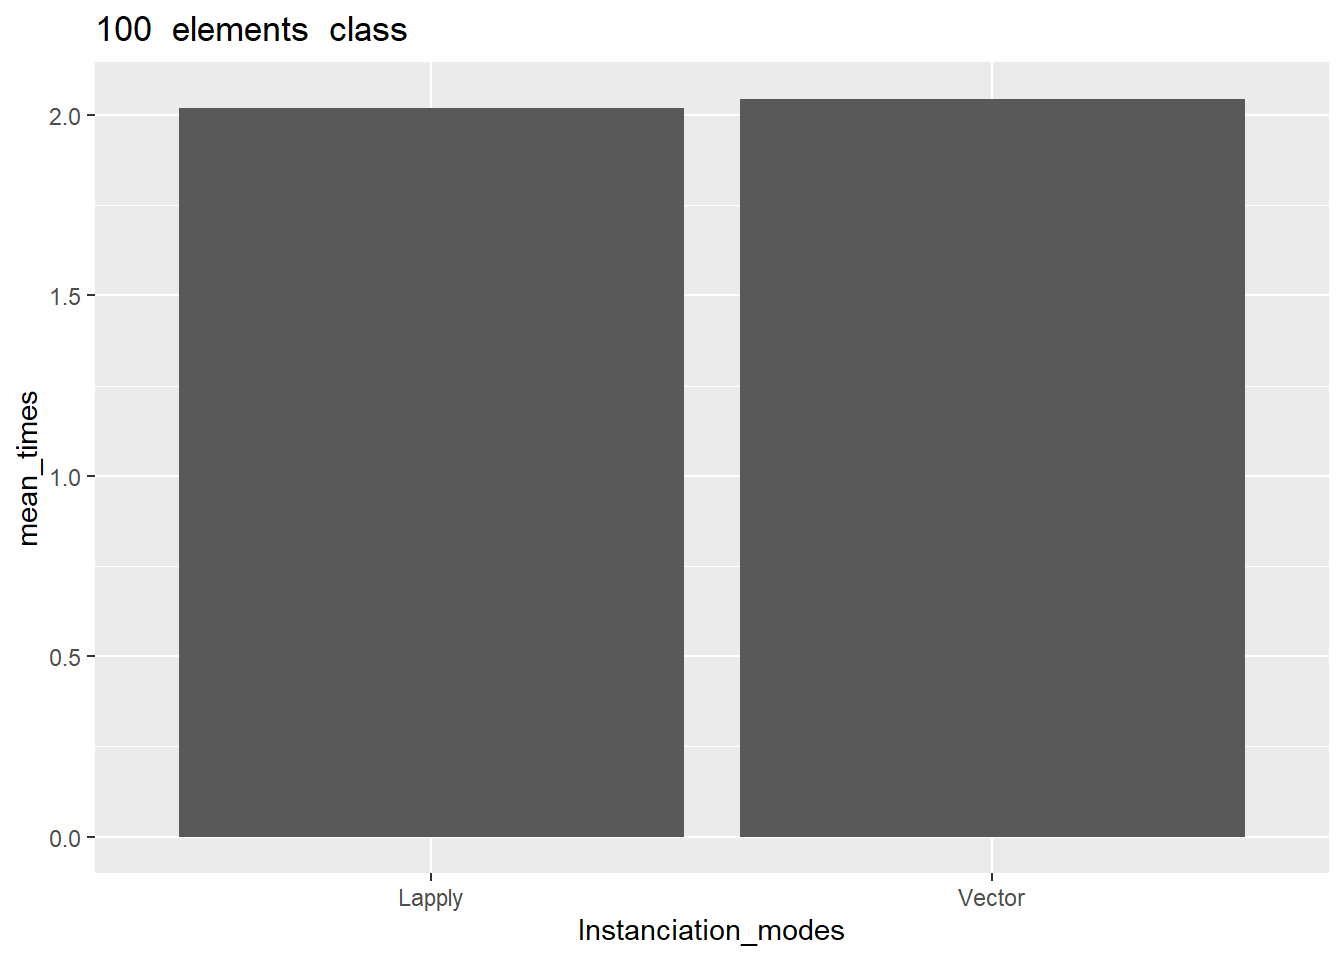 100 elements class
mean_times
2.0
1.5
1.0
0.5
0.0
Lapply Vector
Instanciation_modes